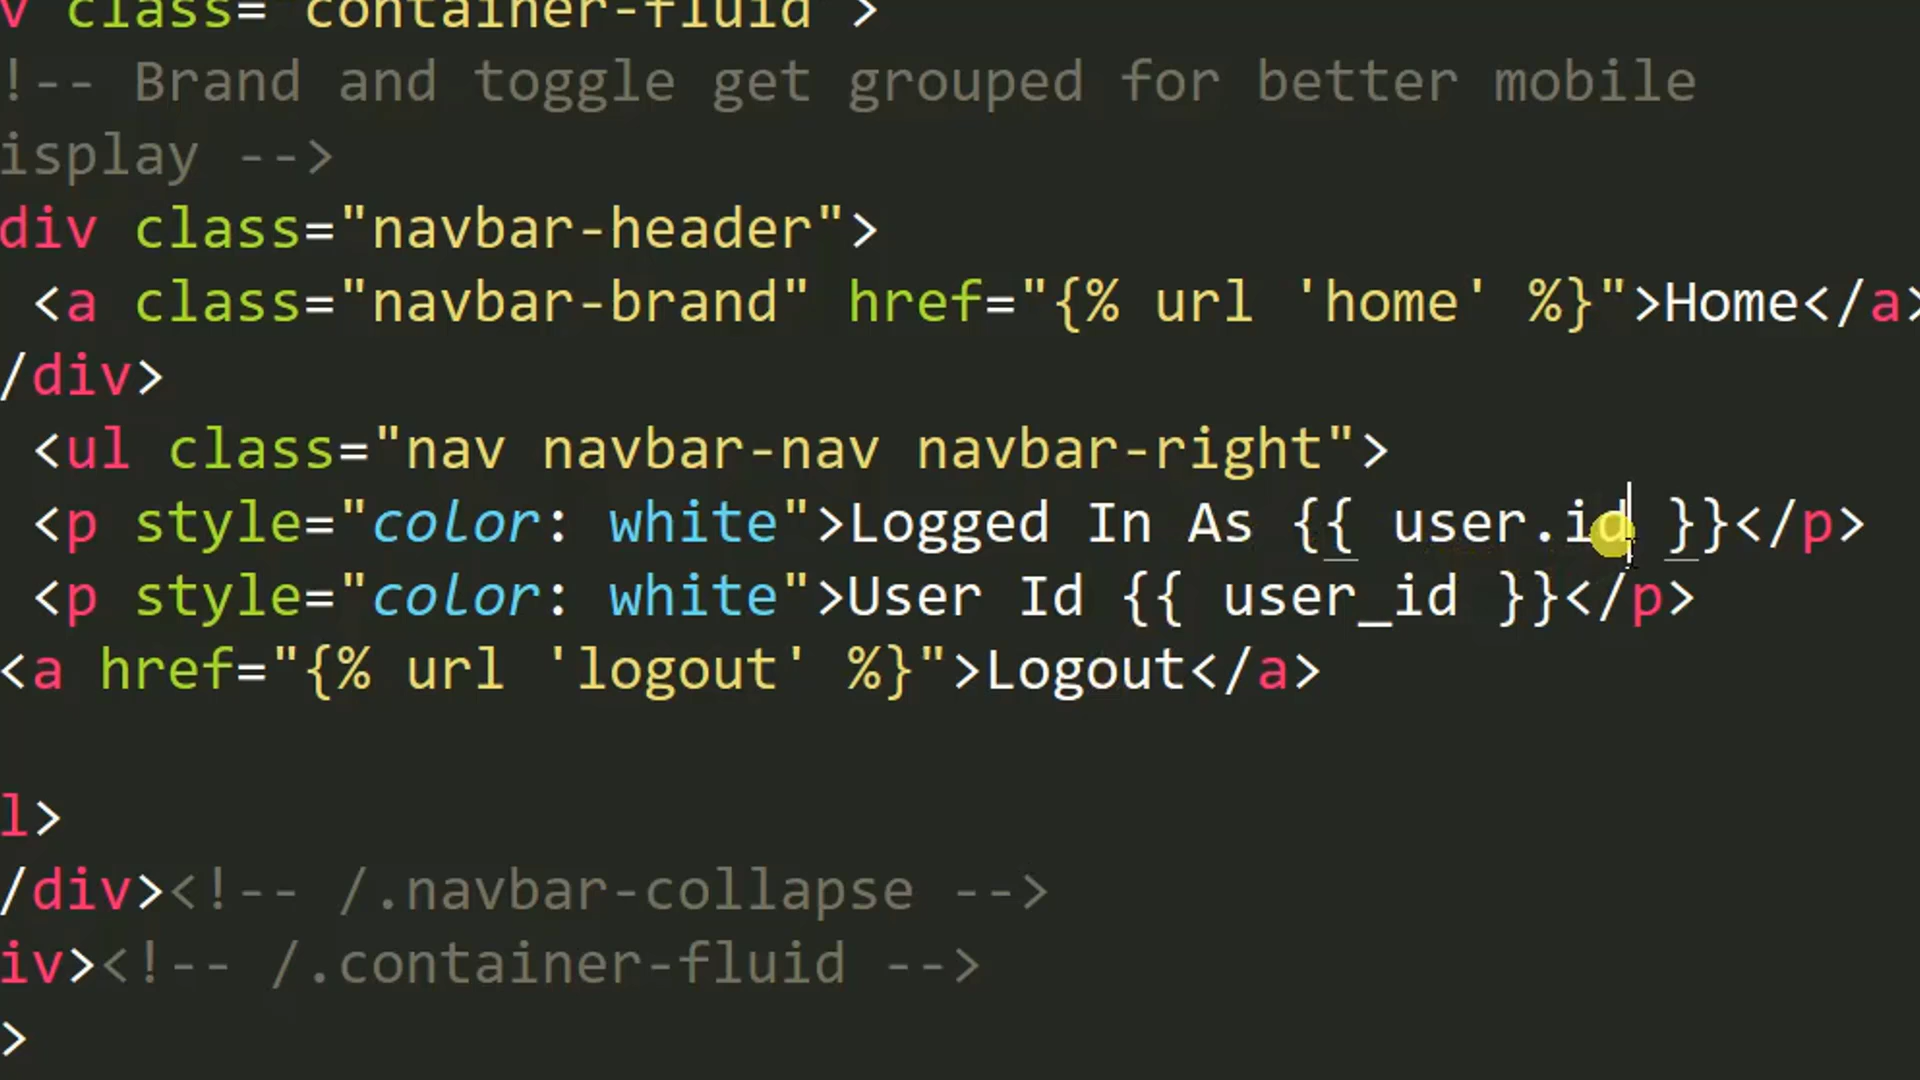 v class="container-fluid">
!-- Brand and toggle get grouped for better mobile
isplay -->
div class="navbar-header">
<a class="navbar-brand" href="{% url 'home' %}">Home</a>
/div>
<ul class="nav navbar-nav navbar-right">
<p style="color: white">Logged In As {{ user.id }}</p>
<p style="color: white">User Id {{ user_id }}</p>
<a href="{% url 'logout' %}">Logout</a>
l>
/div><!-- /.navbar-collapse -->
iv><!-- /.container-fluid -->
>